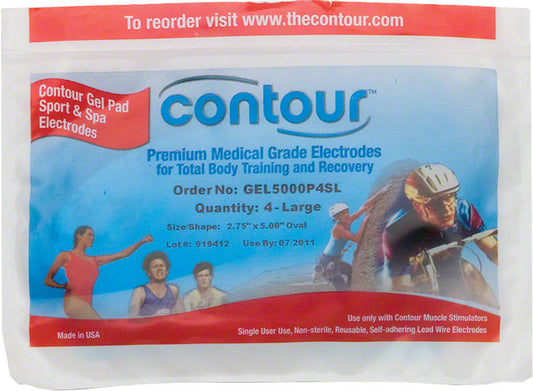 To reorder visit www.thecontour.com
Contour Gel Pad
Sport & Spa
Electrodes
contour™
Premium Medical Grade Electrodes
for Total Body Training and Recovery
Order No: GEL5000P4SL
Quantity: 4-Large
Size/Shape: 2.75" x 5.00" Oval
Lot#: 919412 Use By: 07/2011
Use only with Contour Muscle Stimulators
Made in USA
Single User Use, Non-sterile, Reusable, Self-adhering Lead Wire Electrodes